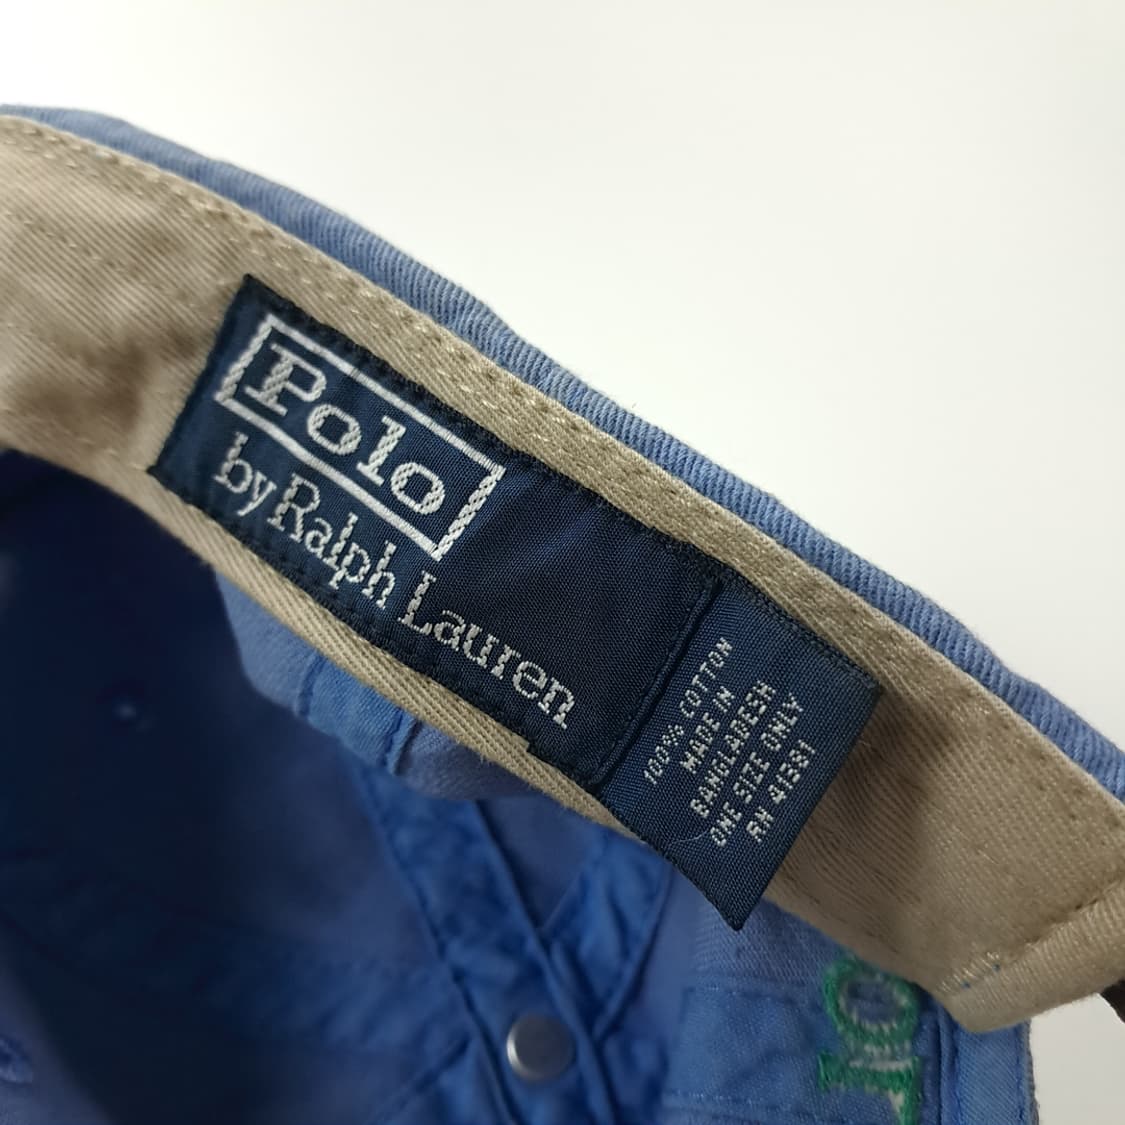 Polo
by Ralph Lauren
100% COTTON
MADE IN
BANGLADESH
ONE SIZE ONLY
RN 41381